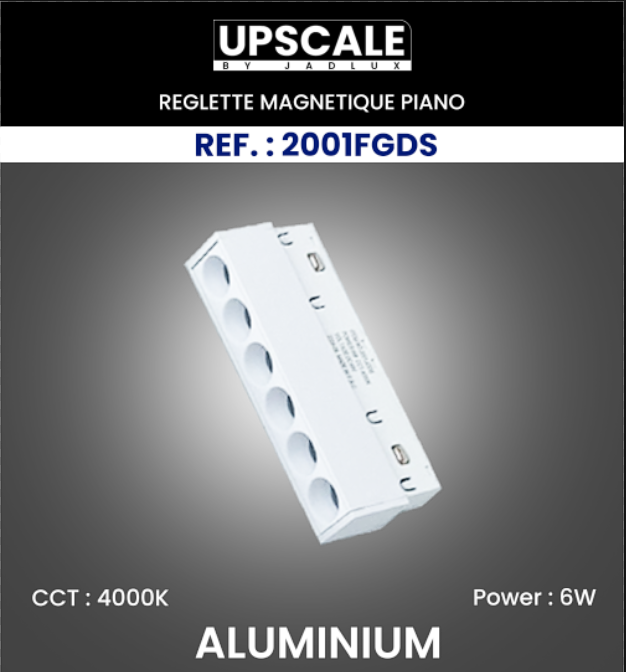 UPSCALE
BY JADLUX
REGLETTE MAGNETIQUE PIANO
REF. : 2001FGDS
CCT : 4000K
Power : 6W
ALUMINIUM